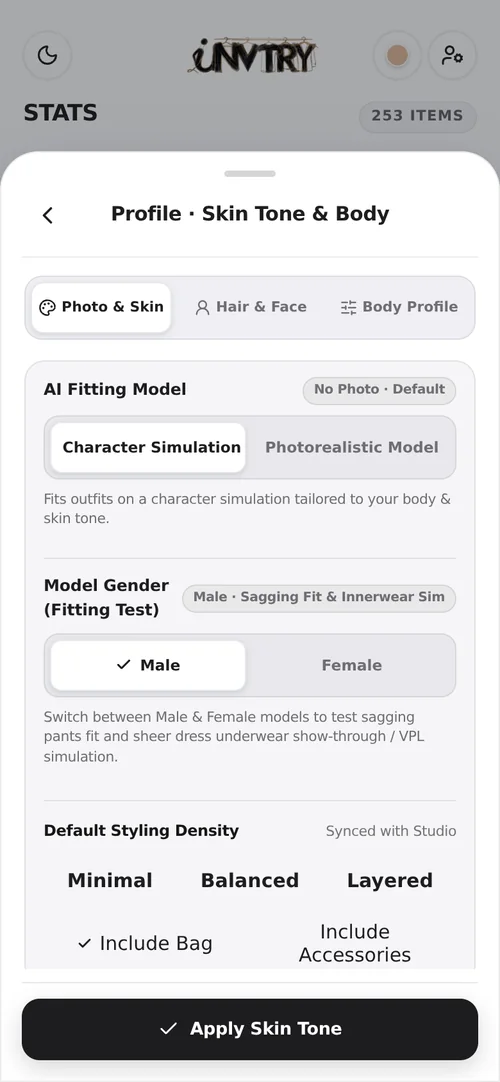 iNVTRY
STATS
253 ITEMS
Profile · Skin Tone & Body
Photo & Skin
Hair & Face
Body Profile
AI Fitting Model
No Photo · Default
Character Simulation
Photorealistic Model
Fits outfits on a character simulation tailored to your body &
skin tone.
Model Gender
(Fitting Test)
Male · Sagging Fit & Innerwear Sim
Male
Female
Switch between Male & Female models to test sagging
pants fit and sheer dress underwear show-through / VPL
simulation.
Default Styling Density
Synced with Studio
Minimal
Balanced
Layered
Include Bag
Include
Accessories
Apply Skin Tone